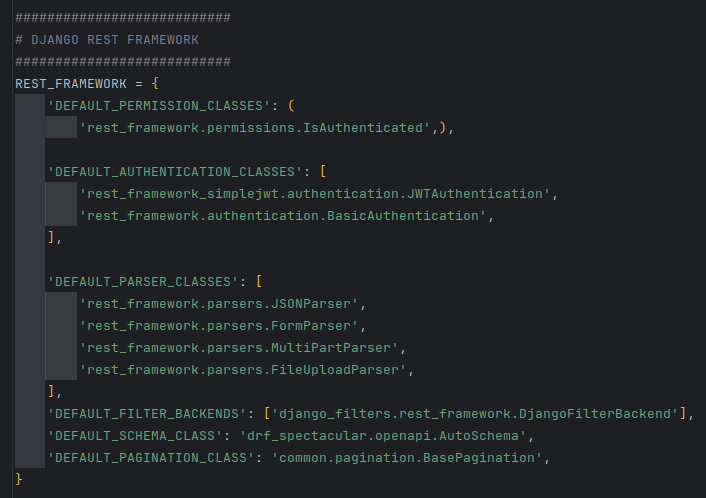 ###########################
# DJANGO REST FRAMEWORK
###########################
REST_FRAMEWORK = {
    'DEFAULT_PERMISSION_CLASSES': (
        'rest_framework.permissions.IsAuthenticated',),
    'DEFAULT_AUTHENTICATION_CLASSES': [
        'rest_framework_simplejwt.authentication.JWTAuthentication',
        'rest_framework.authentication.BasicAuthentication',
    ],
    'DEFAULT_PARSER_CLASSES': [
        'rest_framework.parsers.JSONParser',
        'rest_framework.parsers.FormParser',
        'rest_framework.parsers.MultiPartParser',
        'rest_framework.parsers.FileUploadParser',
    ],
    'DEFAULT_FILTER_BACKENDS': ['django_filters.rest_framework.DjangoFilterBackend'],
    'DEFAULT_SCHEMA_CLASS': 'drf_spectacular.openapi.AutoSchema',
    'DEFAULT_PAGINATION_CLASS': 'common.pagination.BasePagination',
}